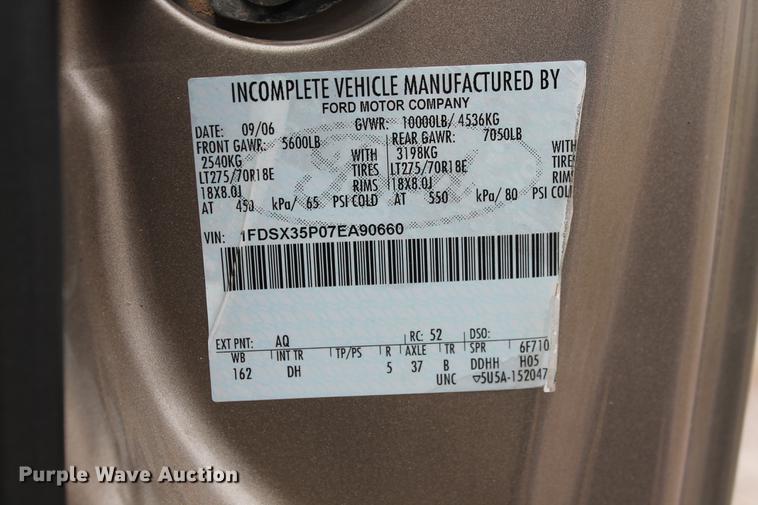 INCOMPLETE VEHICLE MANUFACTURED BY
FORD MOTOR COMPANY
DATE: 09/06 GVWR: 10000LB/ 4536KG
FRONT GAWR: 5600LB REAR GAWR: 7050LB
2540KG WITH 3198KG WITH
LT275/70R18E TIRES LT275/70R18E TIRES
18X8.0J RIMS 18X8.0J RIMS
AT 450 kPa/ 65 PSI COLD AT 550 kPa/ 80 PSI COLD
VIN: 1FDSX35P07EA90660
EXT PNT: AQ RC: 52 DSO:
WB INT TR TP/PS R AXLE TR SPR 6F710
162 DH 5 37 B DDHH H05
UNC 5U5A-152047
Purple Wave Auction